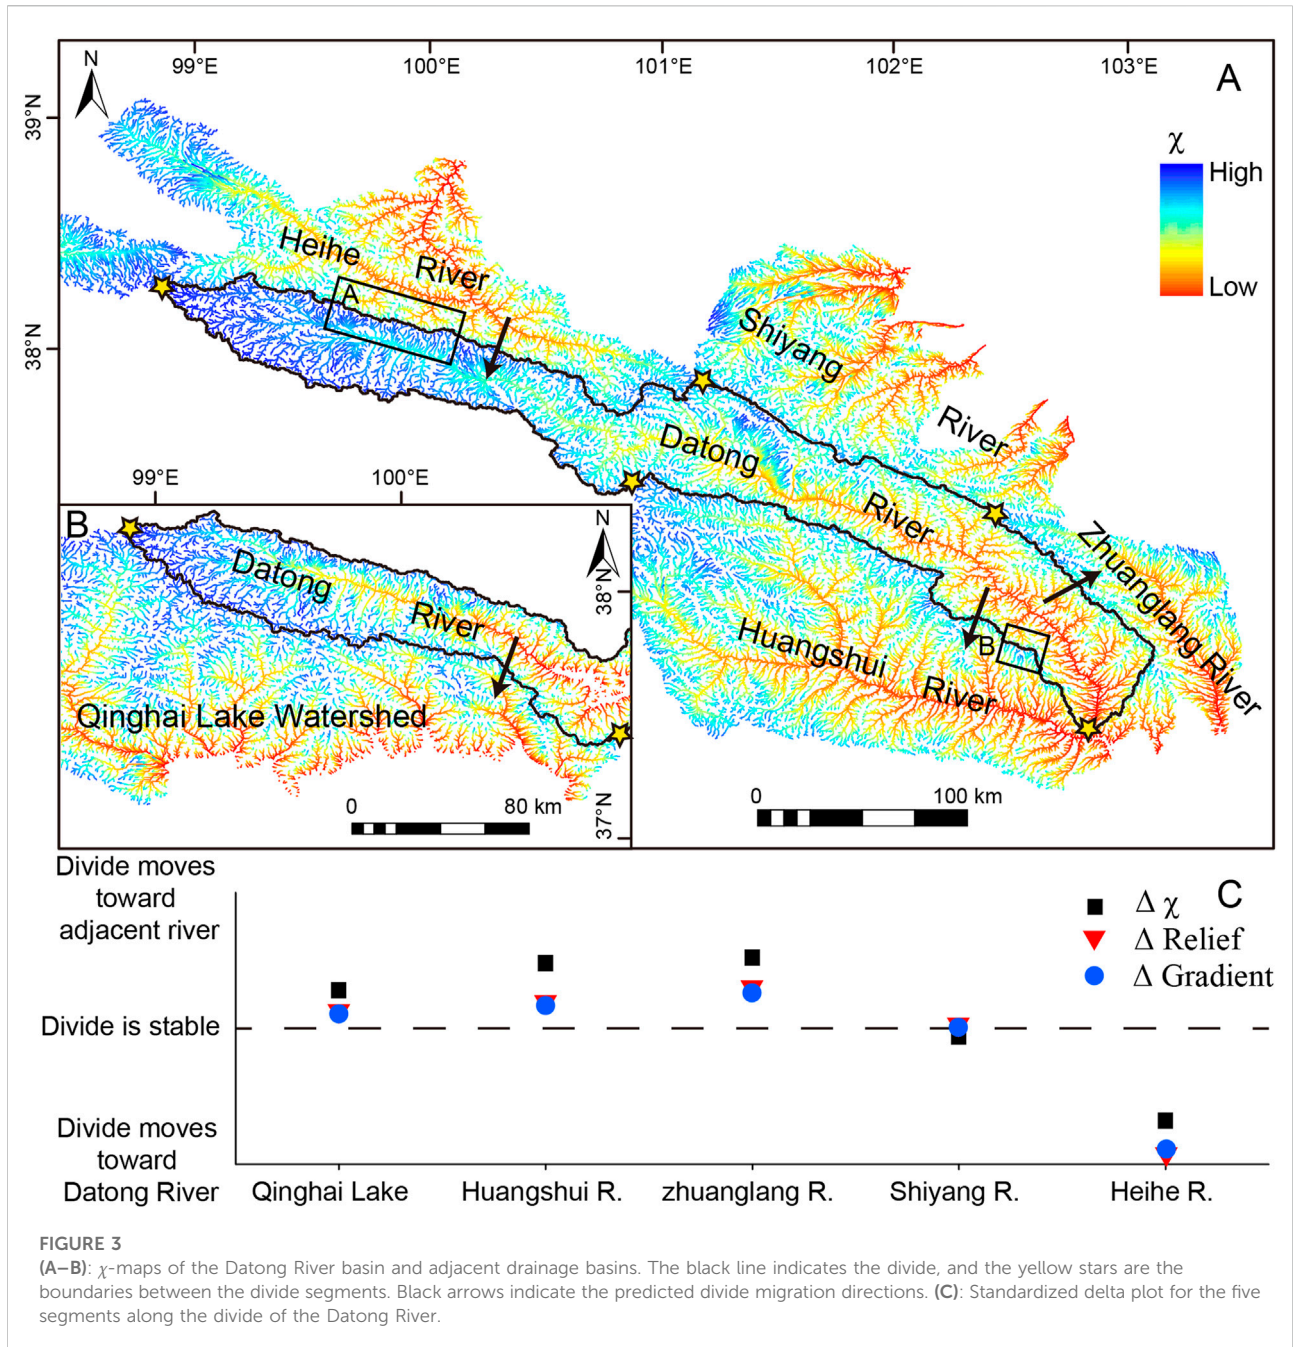 99°E
100°E
101°E
102°E
103°E
N
A
39°N
38°N
χ
High
Low
Heihe
River
A
Shiyang
River
Datong
River
Zhuanglang River
Huangshui
River
B
0
100 km
99°E
100°E
B
N
38°N
37°N
Datong
River
Qinghai Lake Watershed
0
80 km
Divide moves
toward
adjacent river
Divide is stable
Divide moves
toward
Datong River
C
Δ χ
Δ Relief
Δ Gradient
Qinghai Lake
Huangshui R.
zhuanglang R.
Shiyang R.
Heihe R.
FIGURE 3
(A–B): χ-maps of the Datong River basin and adjacent drainage basins. The black line indicates the divide, and the yellow stars are the
boundaries between the divide segments. Black arrows indicate the predicted divide migration directions. (C): Standardized delta plot for the five
segments along the divide of the Datong River.